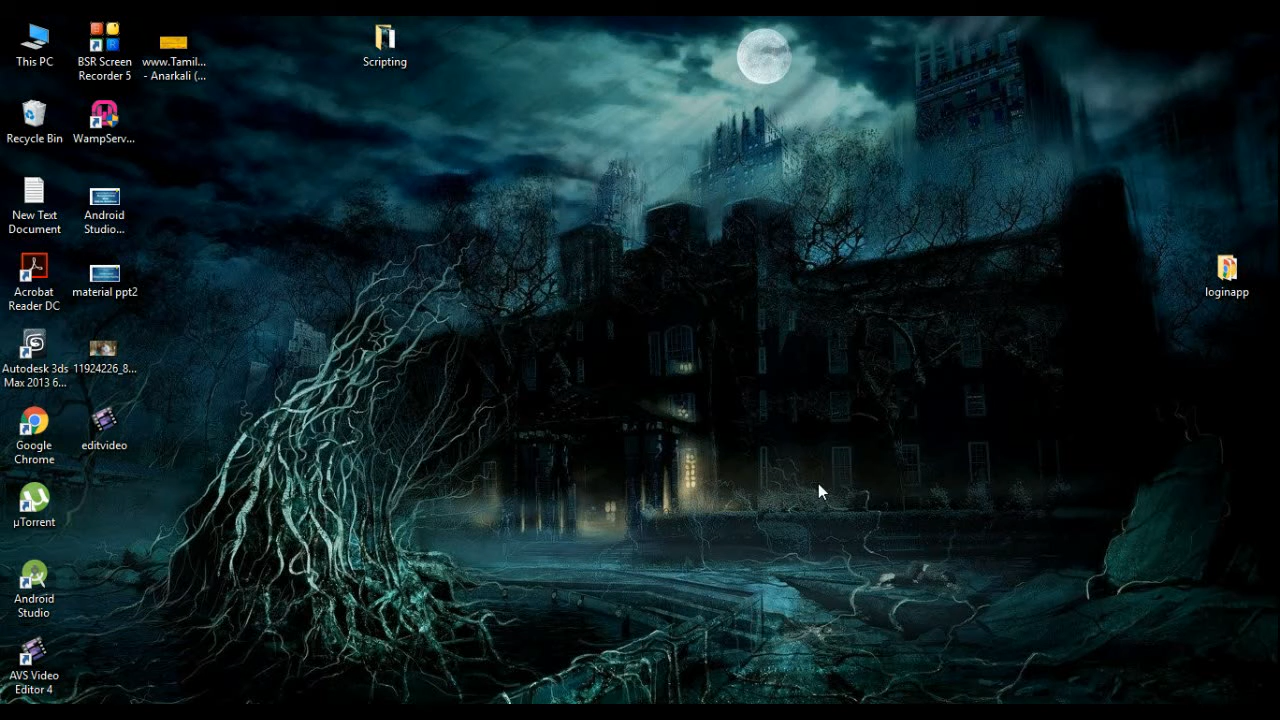 This PC
BSR Screen
Recorder 5
www.Tamil...
- Anarkali (...
Scripting
Recycle Bin
WampServ...
New Text
Document
Android
Studio...
Acrobat
Reader DC
material ppt2
loginapp
Autodesk 3ds
Max 2013 6...
11924226_8...
Google
Chrome
editvideo
µTorrent
Android
Studio
AVS Video
Editor 4